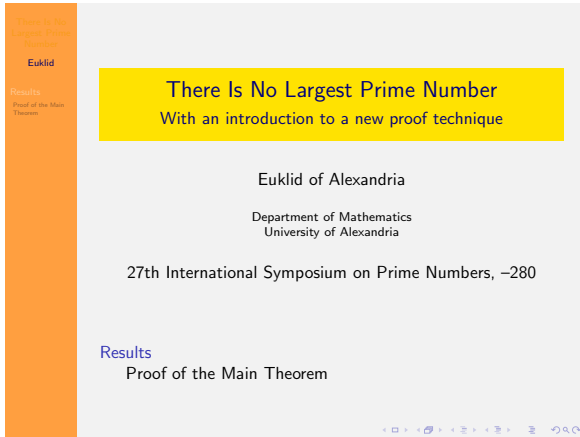 There Is No
Largest Prime
Number
Euklid
Results
Proof of the Main
Theorem
There Is No Largest Prime Number
With an introduction to a new proof technique
Euklid of Alexandria
Department of Mathematics
University of Alexandria
27th International Symposium on Prime Numbers, –280
Results
Proof of the Main Theorem